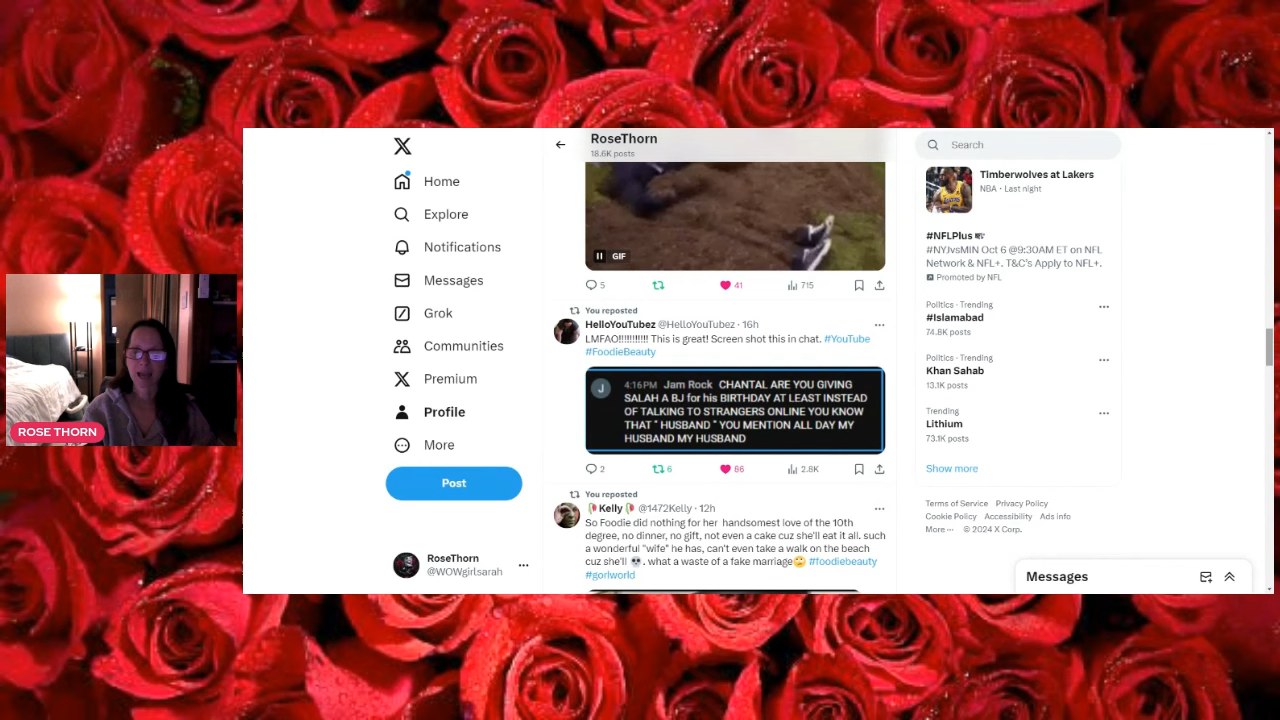 RoseThorn
18.6K posts
Search
Home
Explore
Notifications
Messages
Grok
Communities
Premium
Profile
More
Post
RoseThorn
@WOWgirlsarah
GIF
5
41
715
You reposted
HelloYouTubez @HelloYouTubez · 16h
LMFAO!!!!!!!!!!! This is great! Screen shot this in chat. #YouTube
#FoodieBeauty
J
4:16 PM Jam Rock CHANTAL ARE YOU GIVING
SALAH A BJ for his BIRTHDAY AT LEAST INSTEAD
OF TALKING TO STRANGERS ONLINE YOU KNOW
THAT " HUSBAND " YOU MENTION ALL DAY MY
HUSBAND MY HUSBAND
2
6
86
2.8K
You reposted
Kelly @1472Kelly · 12h
So Foodie did nothing for her handsomest love of the 10th
degree, no dinner, no gift, not even a cake cuz she'll eat it all. such
a wonderful "wife" he has, can't even take a walk on the beach
cuz she'll 💀. what a waste of a fake marriage🙄 #foodiebeauty
#gorlworld
Timberwolves at Lakers
NBA · Last night
#NFLPlus
#NYJvsMIN Oct 6 @9:30AM ET on NFL
Network & NFL+. T&C's Apply to NFL+.
Promoted by NFL
Politics · Trending
#Islamabad
74.8K posts
Politics · Trending
Khan Sahab
13.1K posts
Trending
Lithium
73.1K posts
Show more
Terms of Service Privacy Policy
Cookie Policy Accessibility Ads info
More ··· © 2024 X Corp.
Messages
ROSE THORN